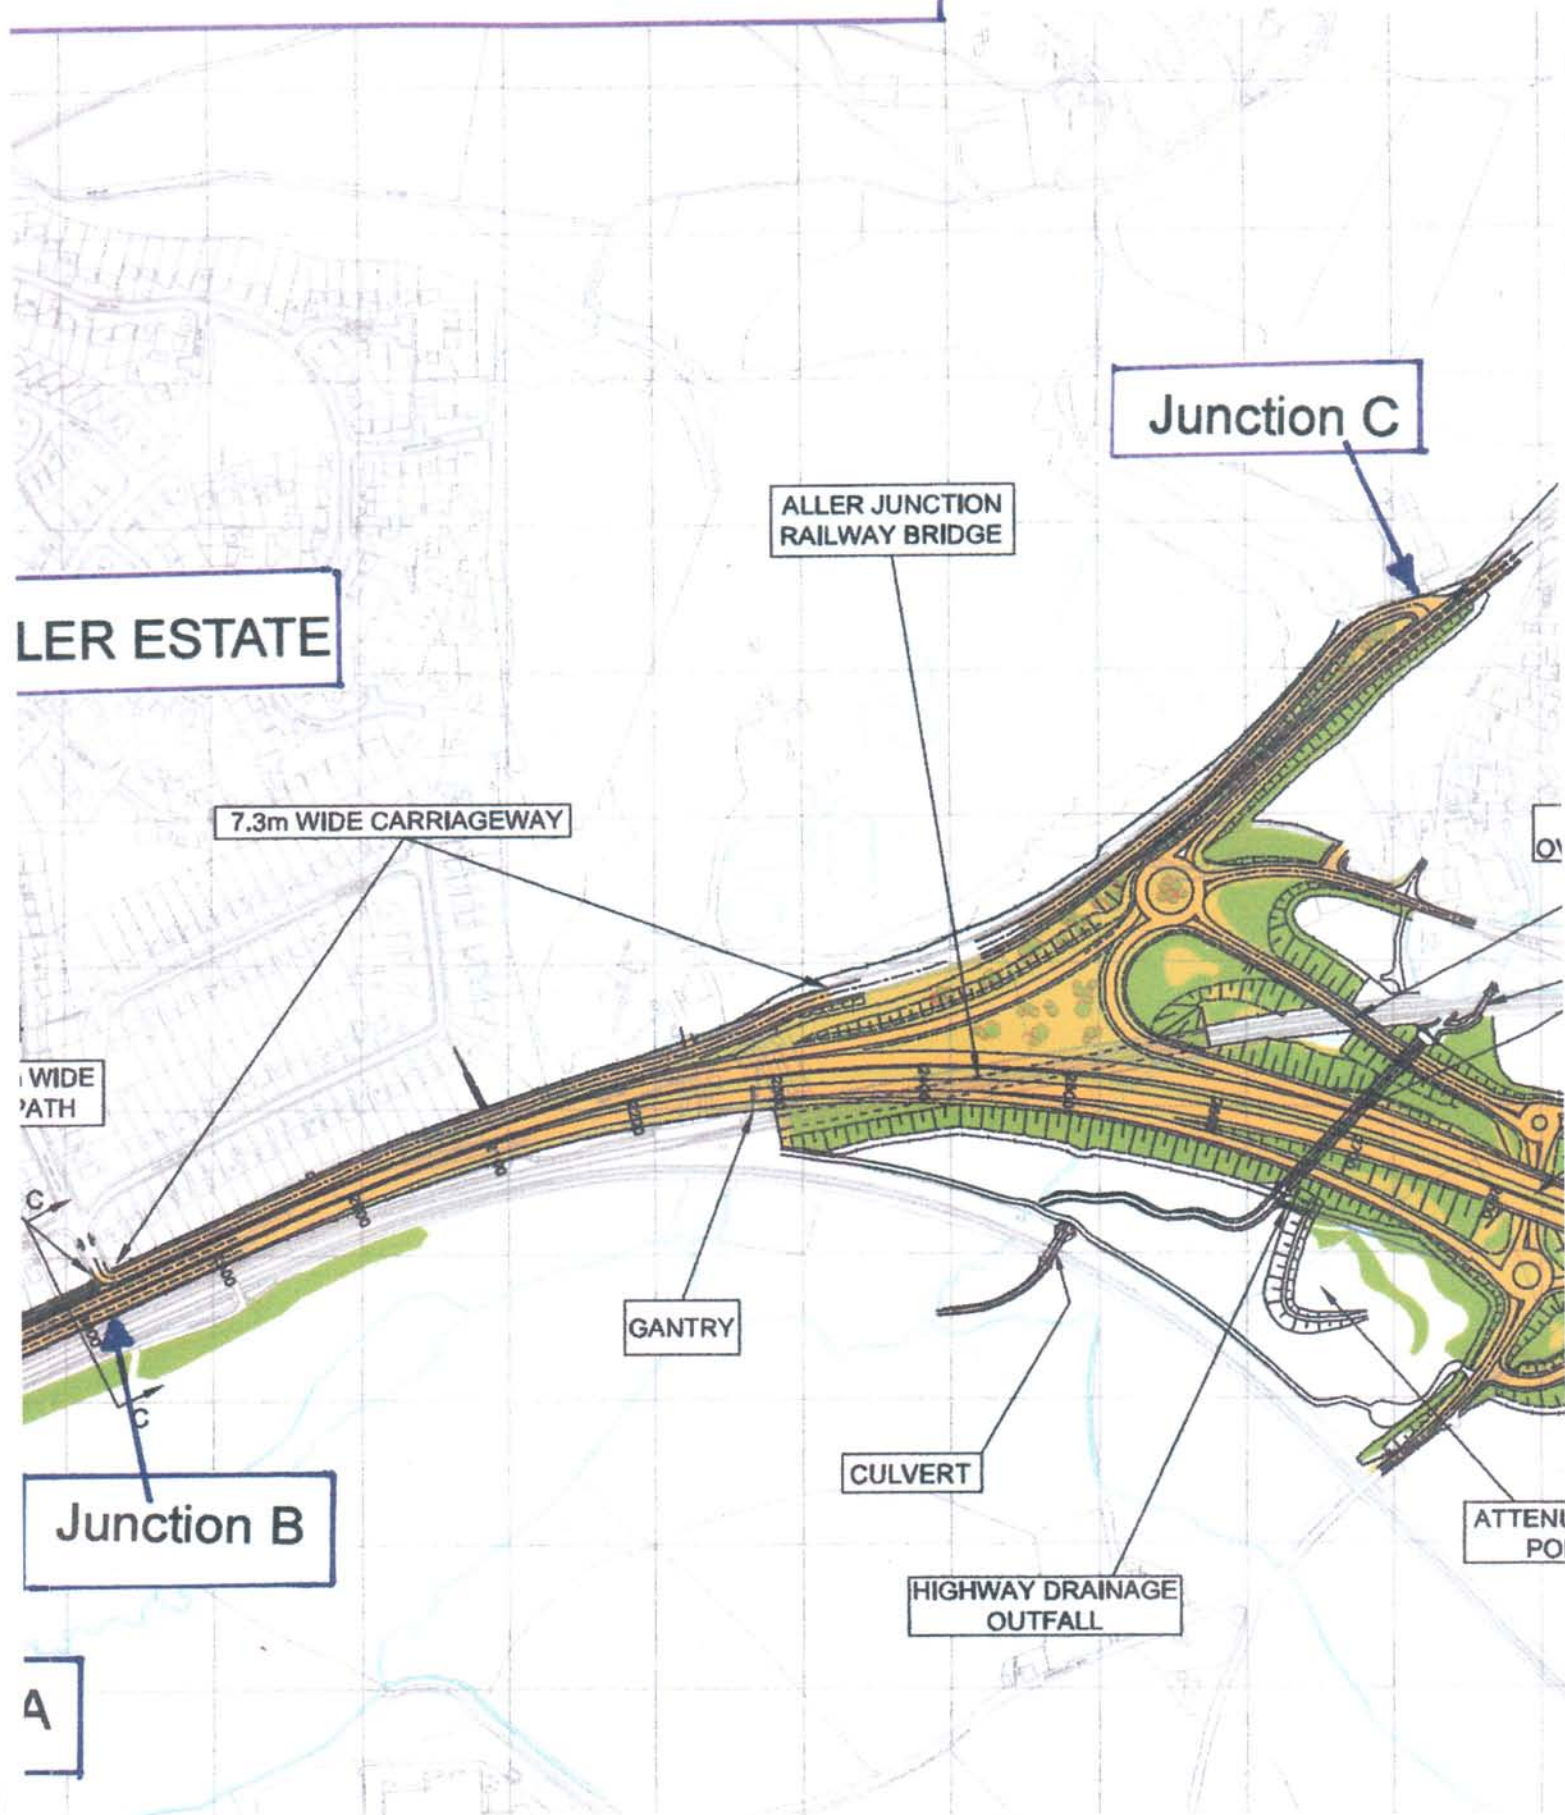 Junction C
ALLER JUNCTION
RAILWAY BRIDGE
LER ESTATE
7.3m WIDE CARRIAGEWAY
O
WIDE
PATH
C
C
GANTRY
Junction B
CULVERT
ATTENU
PO
HIGHWAY DRAINAGE
OUTFALL
A